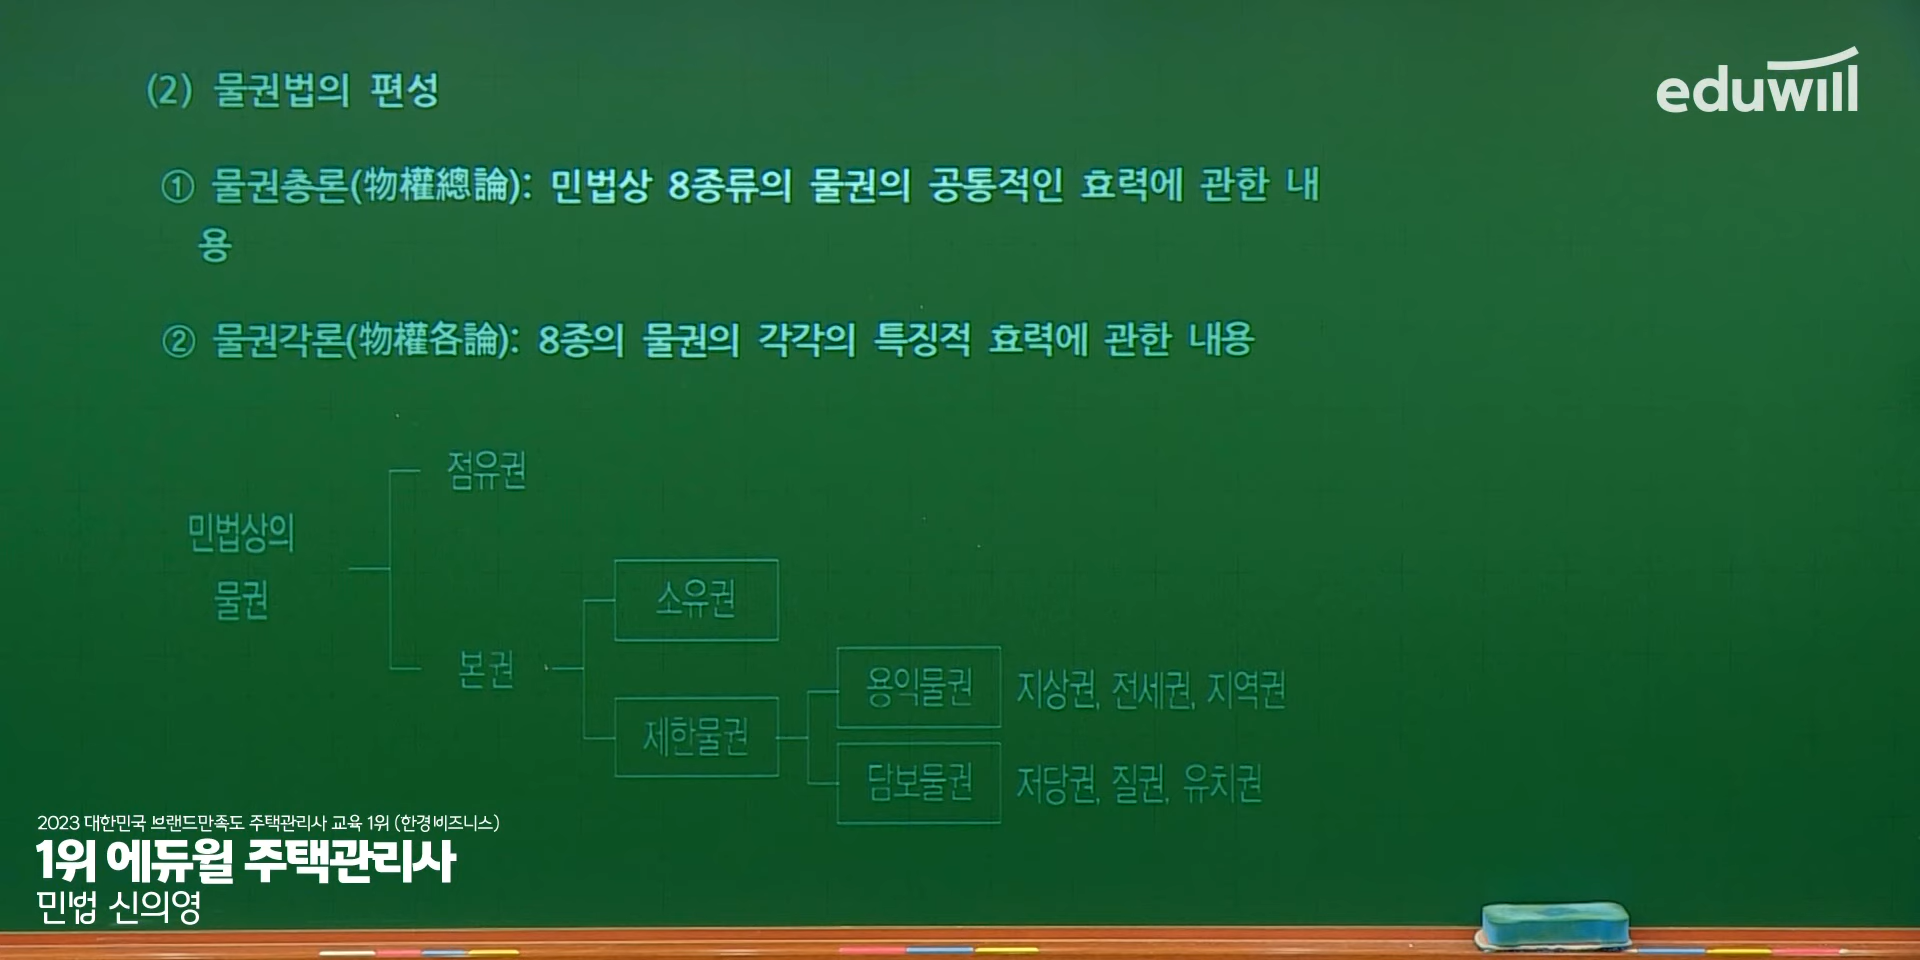 eduwill
(2) 물권법의 편성
① 물권총론(物權總論): 민법상 8종류의 물권의 공통적인 효력에 관한 내
용
② 물권각론(物權各論): 8종의 물권의 각각의 특징적 효력에 관한 내용
점유권
민법상의
물권
소유권
본권
용익물권 지상권, 전세권, 지역권
제한물권
담보물권 저당권, 질권, 유치권
2023 대한민국 브랜드만족도 주택관리사 교육 1위 (한경비즈니스)
1위 에듀윌 주택관리사
민법 신의영